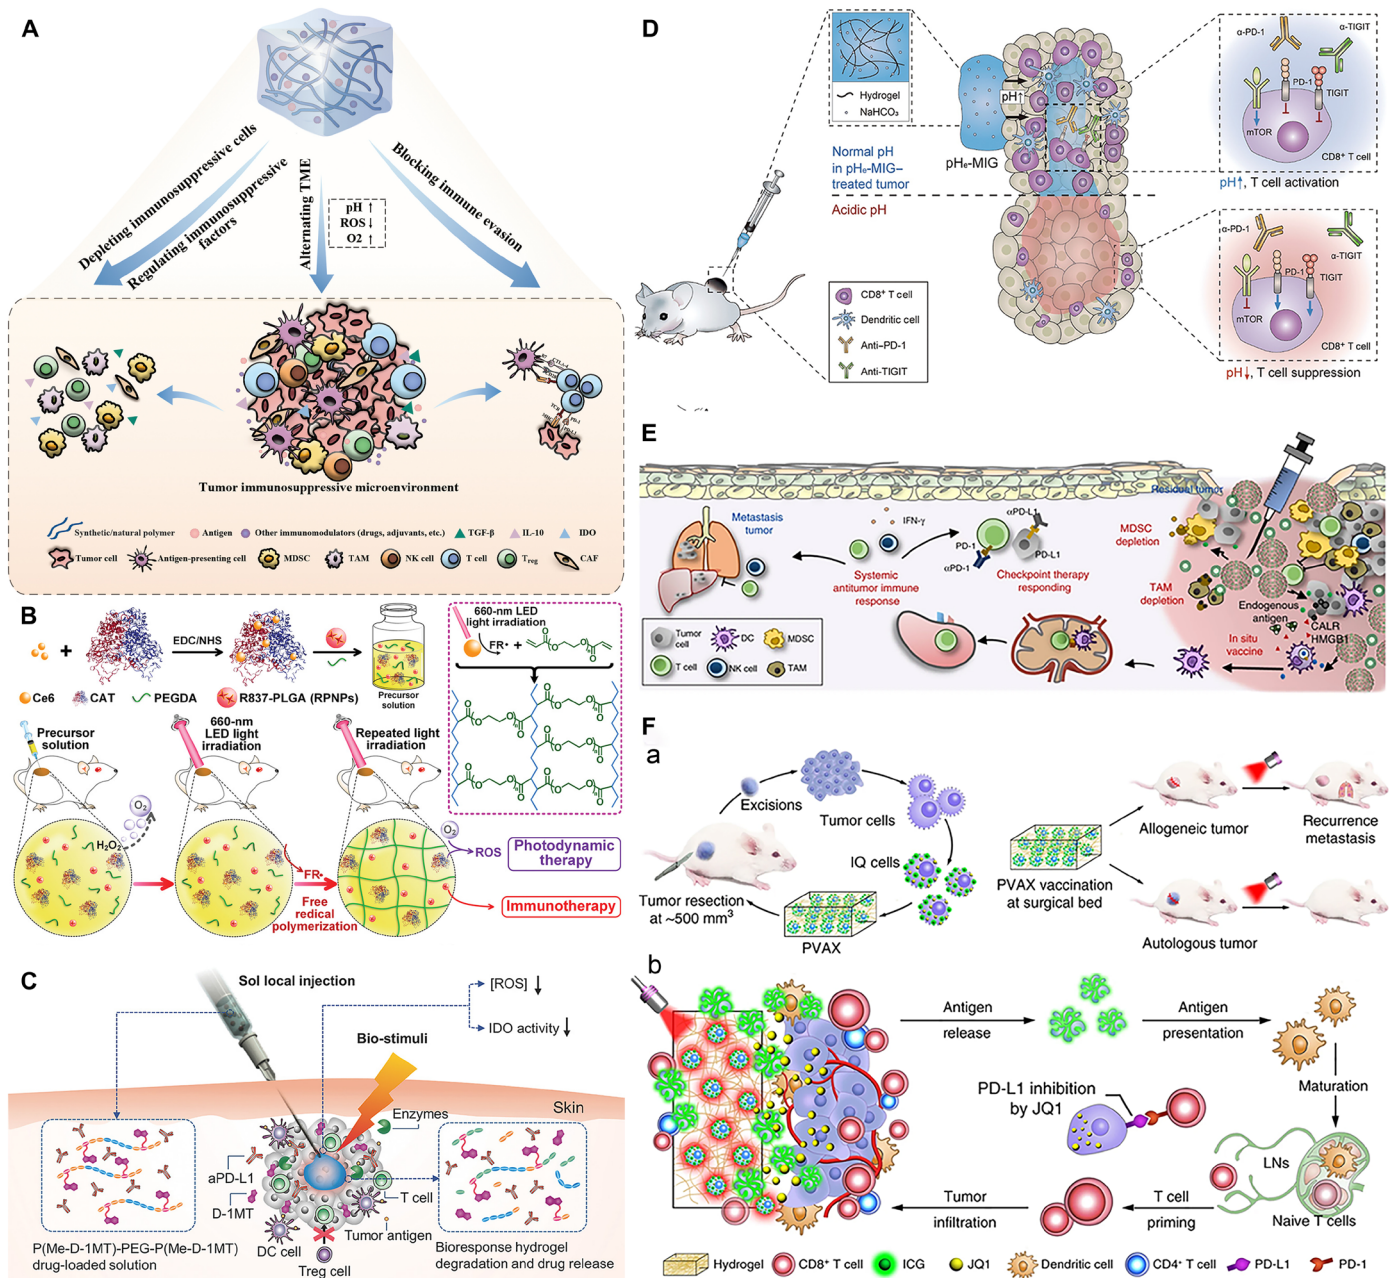 A
Depleting immunosuppressive cells
Regulating immunosuppressive
factors
Alternating TME
pH ↑
ROS ↓
O2 ↑
Blocking immune evasion
Tumor immunosuppressive microenvironment
Synthetic/natural polymer
Antigen
Other immunomodulators (drugs, adjuvants, etc.)
TGF-β
IL-10
IDO
Tumor cell
Antigen-presenting cell
MDSC
TAM
NK cell
T cell
Treg
CAF
B
+
EDC/NHS
Precursor
solution
Ce6
CAT
PEGDA
R837-PLGA (RPNPs)
660-nm LED
light irradiation
FR•
+
Precursor
solution
660-nm
LED light
irradiation
Repeated light
irradiation
O₂
H₂O₂
FR•
Free
redical
polymerization
O₂
ROS
Photodynamic
therapy
Immunotherapy
C
Sol local injection
[ROS] ↓
IDO activity ↓
Bio-stimuli
Skin
Enzymes
aPD-L1
D-1MT
DC cell
Treg cell
T cell
Tumor antigen
P(Me-D-1MT)-PEG-P(Me-D-1MT)
drug-loaded solution
Bioresponse hydrogel
degradation and drug release
D
Hydrogel
NaHCO₃
pH↑
pHe-MIG
Normal pH
in pHe-MIG–
treated tumor
Acidic pH
CD8⁺ T cell
Dendritic cell
Anti–PD-1
Anti-TIGIT
α-PD-1
α-TIGIT
PD-1
TIGIT
mTOR
CD8⁺ T cell
pH↑, T cell activation
α-PD-1
α-TIGIT
PD-1
TIGIT
mTOR
CD8⁺ T cell
pH↓, T cell suppression
E
Residual tumor
Metastasis
tumor
IFN-γ
Systemic
antitumor immune
response
αPD-L1
PD-1
αPD-1
PD-L1
Checkpoint therapy
responding
MDSC
depletion
TAM
depletion
Endogenous
antigen
CALR
HMGB1
In situ
vaccine
Tumor
cell
DC
MDSC
T cell
NK cell
TAM
F
a
Excisions
Tumor cells
IQ cells
PVAX
Tumor resection
at ~500 mm³
PVAX vaccination
at surgical bed
Allogeneic tumor
Recurrence
metastasis
Autologous tumor
b
Antigen
release
Antigen
presentation
Maturation
PD-L1 inhibition
by JQ1
LNs
Naive T cells
T cell
priming
Tumor
infiltration
Hydrogel
CD8⁺ T cell
ICG
JQ1
Dendritic cell
CD4⁺ T cell
PD-L1
PD-1